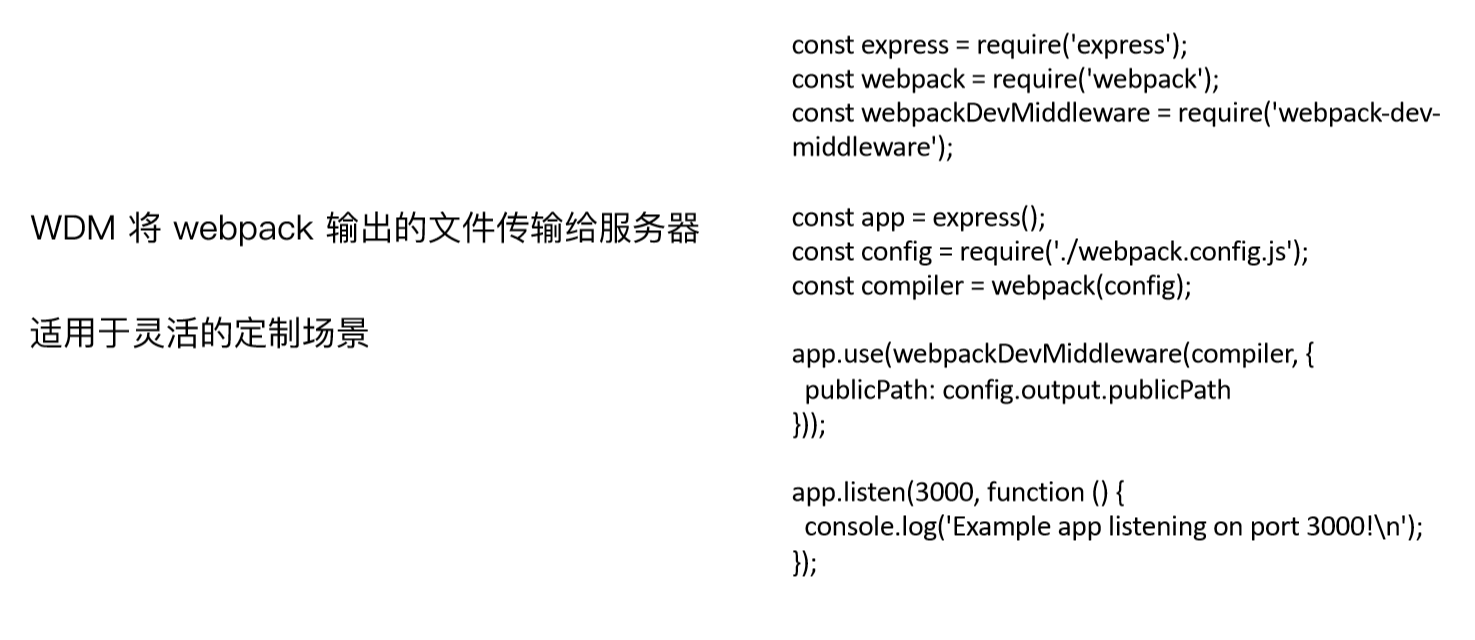 WDM 将 webpack 输出的文件传输给服务器
适用于灵活的定制场景
const express = require('express');
const webpack = require('webpack');
const webpackDevMiddleware = require('webpack-dev-
middleware');
const app = express();
const config = require('./webpack.config.js');
const compiler = webpack(config);
app.use(webpackDevMiddleware(compiler, {
  publicPath: config.output.publicPath
}));
app.listen(3000, function () {
  console.log('Example app listening on port 3000!\n');
});